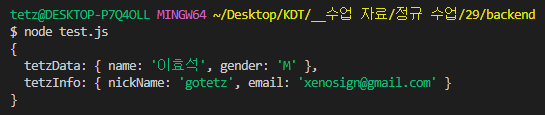 tetz@DESKTOP-P7Q4OLL MINGW64 ~/Desktop/KDT/__수업 자료/정규 수업/29/backend
$ node test.js
{
  tetzData: { name: '이효석', gender: 'M' },
  tetzInfo: { nickName: 'gotetz', email: 'xenosign@gmail.com' }
}